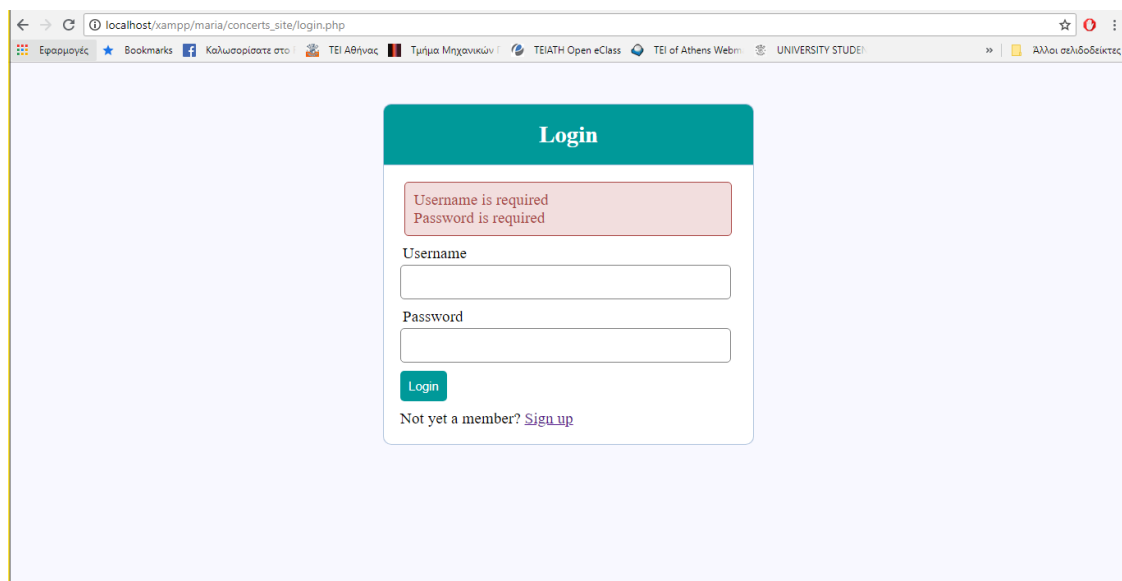 localhost/xampp/maria/concerts_site/login.php
Εφαρμογές Bookmarks Καλωσορίσατε στο TEI Αθήνας Τμήμα Μηχανικών TEIATH Open eClass TEI of Athens Webm UNIVERSITY STUDEN » Άλλοι σελιδοδείκτες
Login
Username is required
Password is required
Username
Password
Login
Not yet a member? Sign up